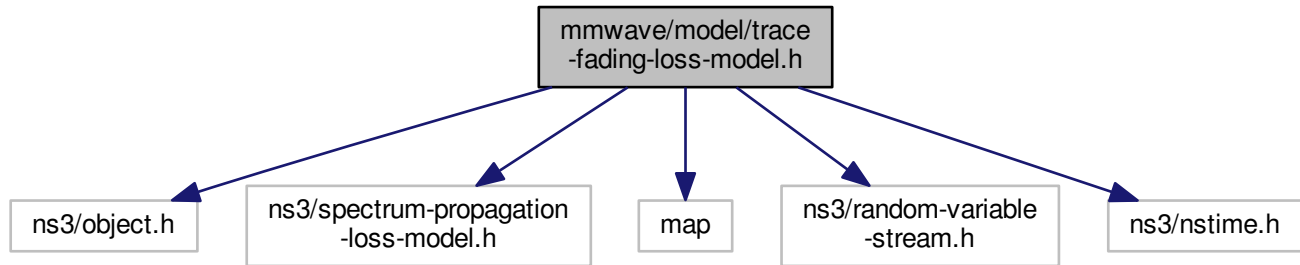 mmwave/model/trace
-fading-loss-model.h
ns3/object.h
ns3/spectrum-propagation
-loss-model.h
map
ns3/random-variable
-stream.h
ns3/nstime.h